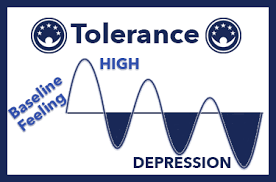 Tolerance
HIGH
Baseline
Feeling
DEPRESSION